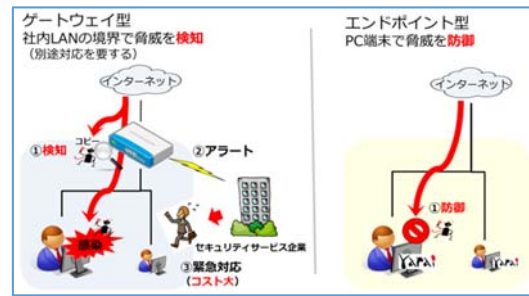 ゲートウェイ型
社内LANの境界で脅威を検知
（別途対応を要する）
インターネット
コピー
①検知
②アラート
感染
セキュリティサービス企業
③緊急対応
（コスト大）
エンドポイント型
PC端末で脅威を防御
インターネット
①防御
Yarai
Yarai